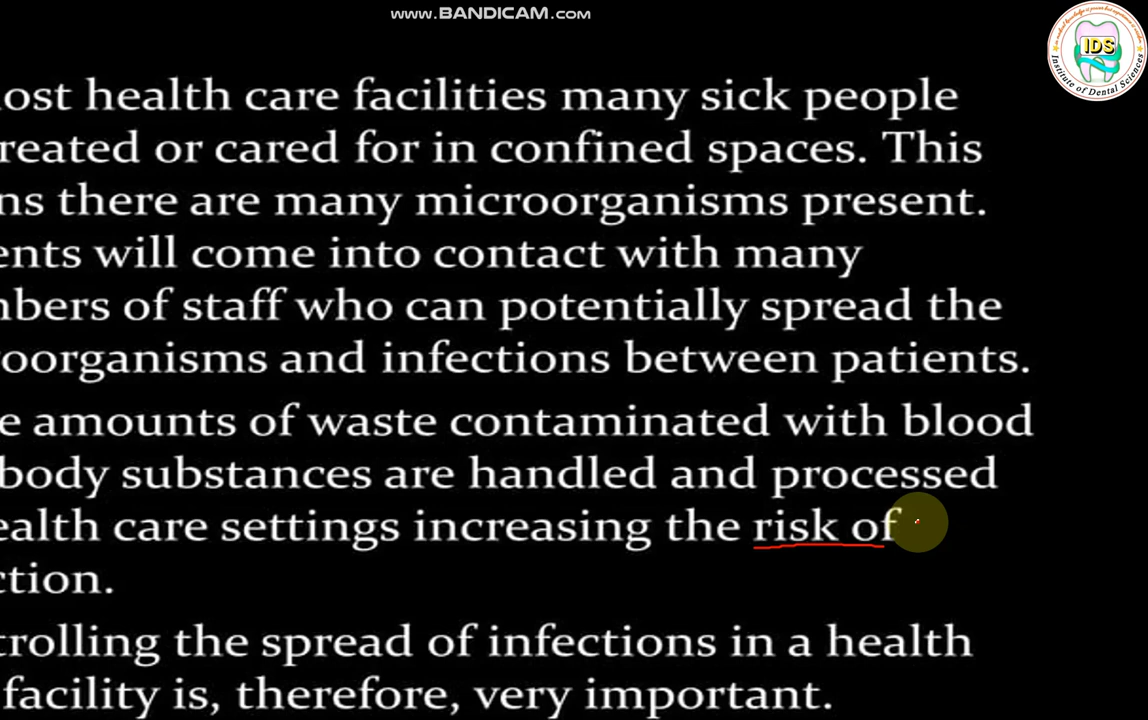 www.BANDICAM.com
IDS
Institute of Dental Sciences
ost health care facilities many sick people
reated or cared for in confined spaces. This
ns there are many microorganisms present.
ents will come into contact with many
nbers of staff who can potentially spread the
oorganisms and infections between patients.
e amounts of waste contaminated with blood
body substances are handled and processed
ealth care settings increasing the risk of
ction.
trolling the spread of infections in a health
facility is, therefore, very important.